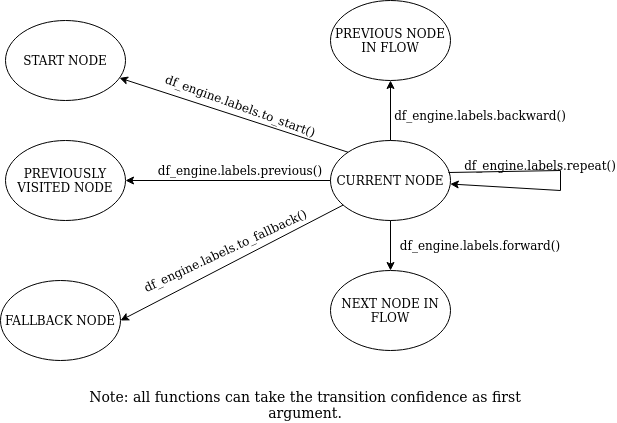 START NODE
PREVIOUS NODE
IN FLOW
df_engine.labels.to_start()
df_engine.labels.backward()
PREVIOUSLY
VISITED NODE
df_engine.labels.previous()
CURRENT NODE
df_engine.labels.repeat()
df_engine.labels.to_fallback()
df_engine.labels.forward()
FALLBACK NODE
NEXT NODE IN
FLOW
Note: all functions can take the transition confidence as first
argument.